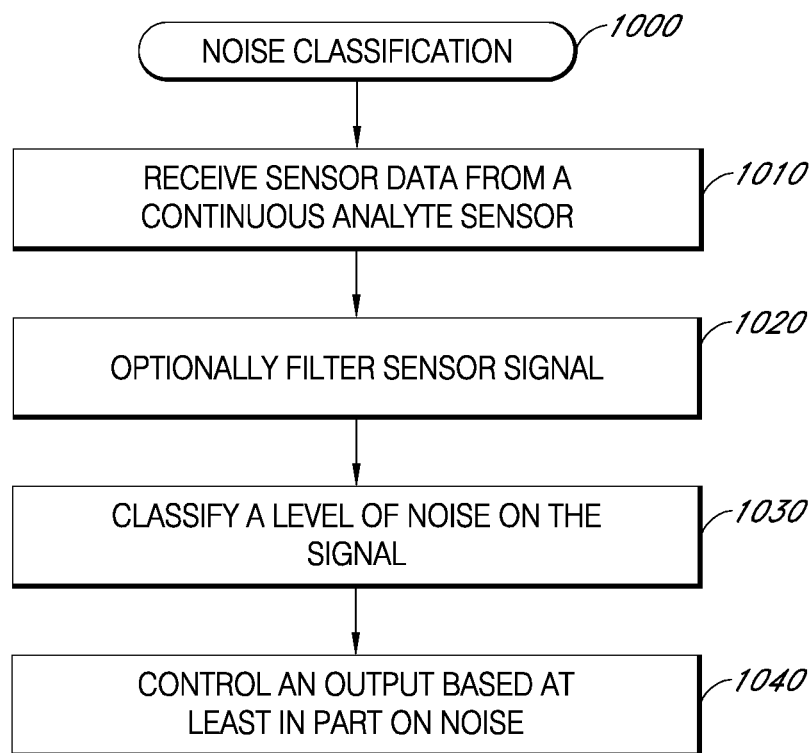 NOISE CLASSIFICATION
1000
RECEIVE SENSOR DATA FROM A
CONTINUOUS ANALYTE SENSOR
1010
OPTIONALLY FILTER SENSOR SIGNAL
1020
CLASSIFY A LEVEL OF NOISE ON THE
SIGNAL
1030
CONTROL AN OUTPUT BASED AT
LEAST IN PART ON NOISE
1040